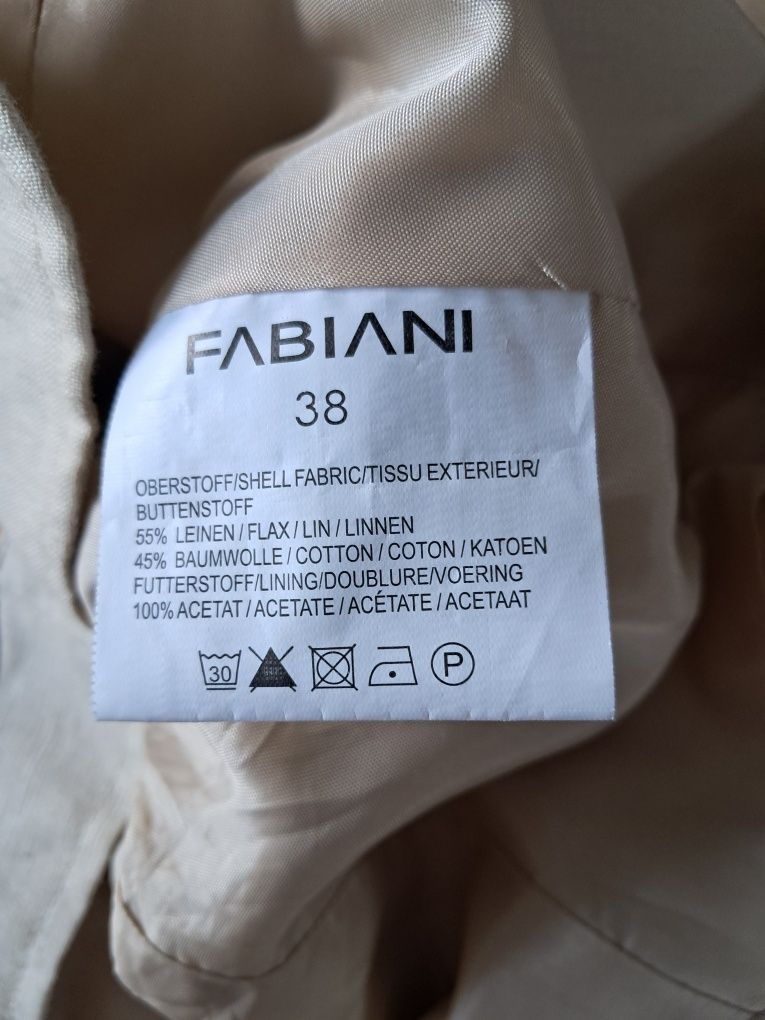 FABIANI
38
OBERSTOFF/SHELL FABRIC/TISSU EXTERIEUR/
BUTTENSTOFF
55% LEINEN / FLAX / LIN / LINNEN
45% BAUMWOLLE / COTTON / COTON / KATOEN
FUTTERSTOFF/LINING/DOUBLURE/VOERING
100% ACETAT / ACETATE / ACÉTATE / ACETAAT
30 P